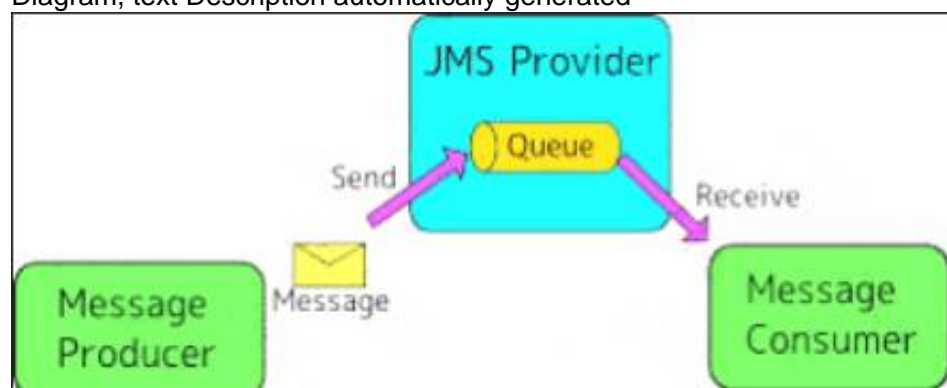 Diagram, text Description automatically generated
JMS Provider
Queue
Send
Receive
Message
Message
Producer
Message
Consumer